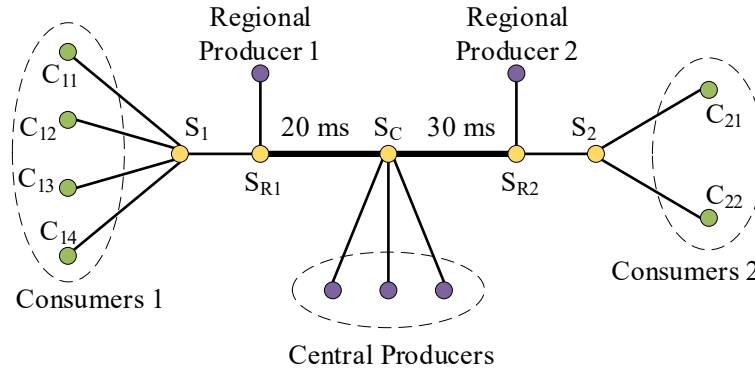 Regional
Producer 1
Regional
Producer 2
C11
C12
C13
C14
S1
20 ms
SC
30 ms
S2
SR1
SR2
C21
C22
Consumers 1
Consumers 2
Central Producers